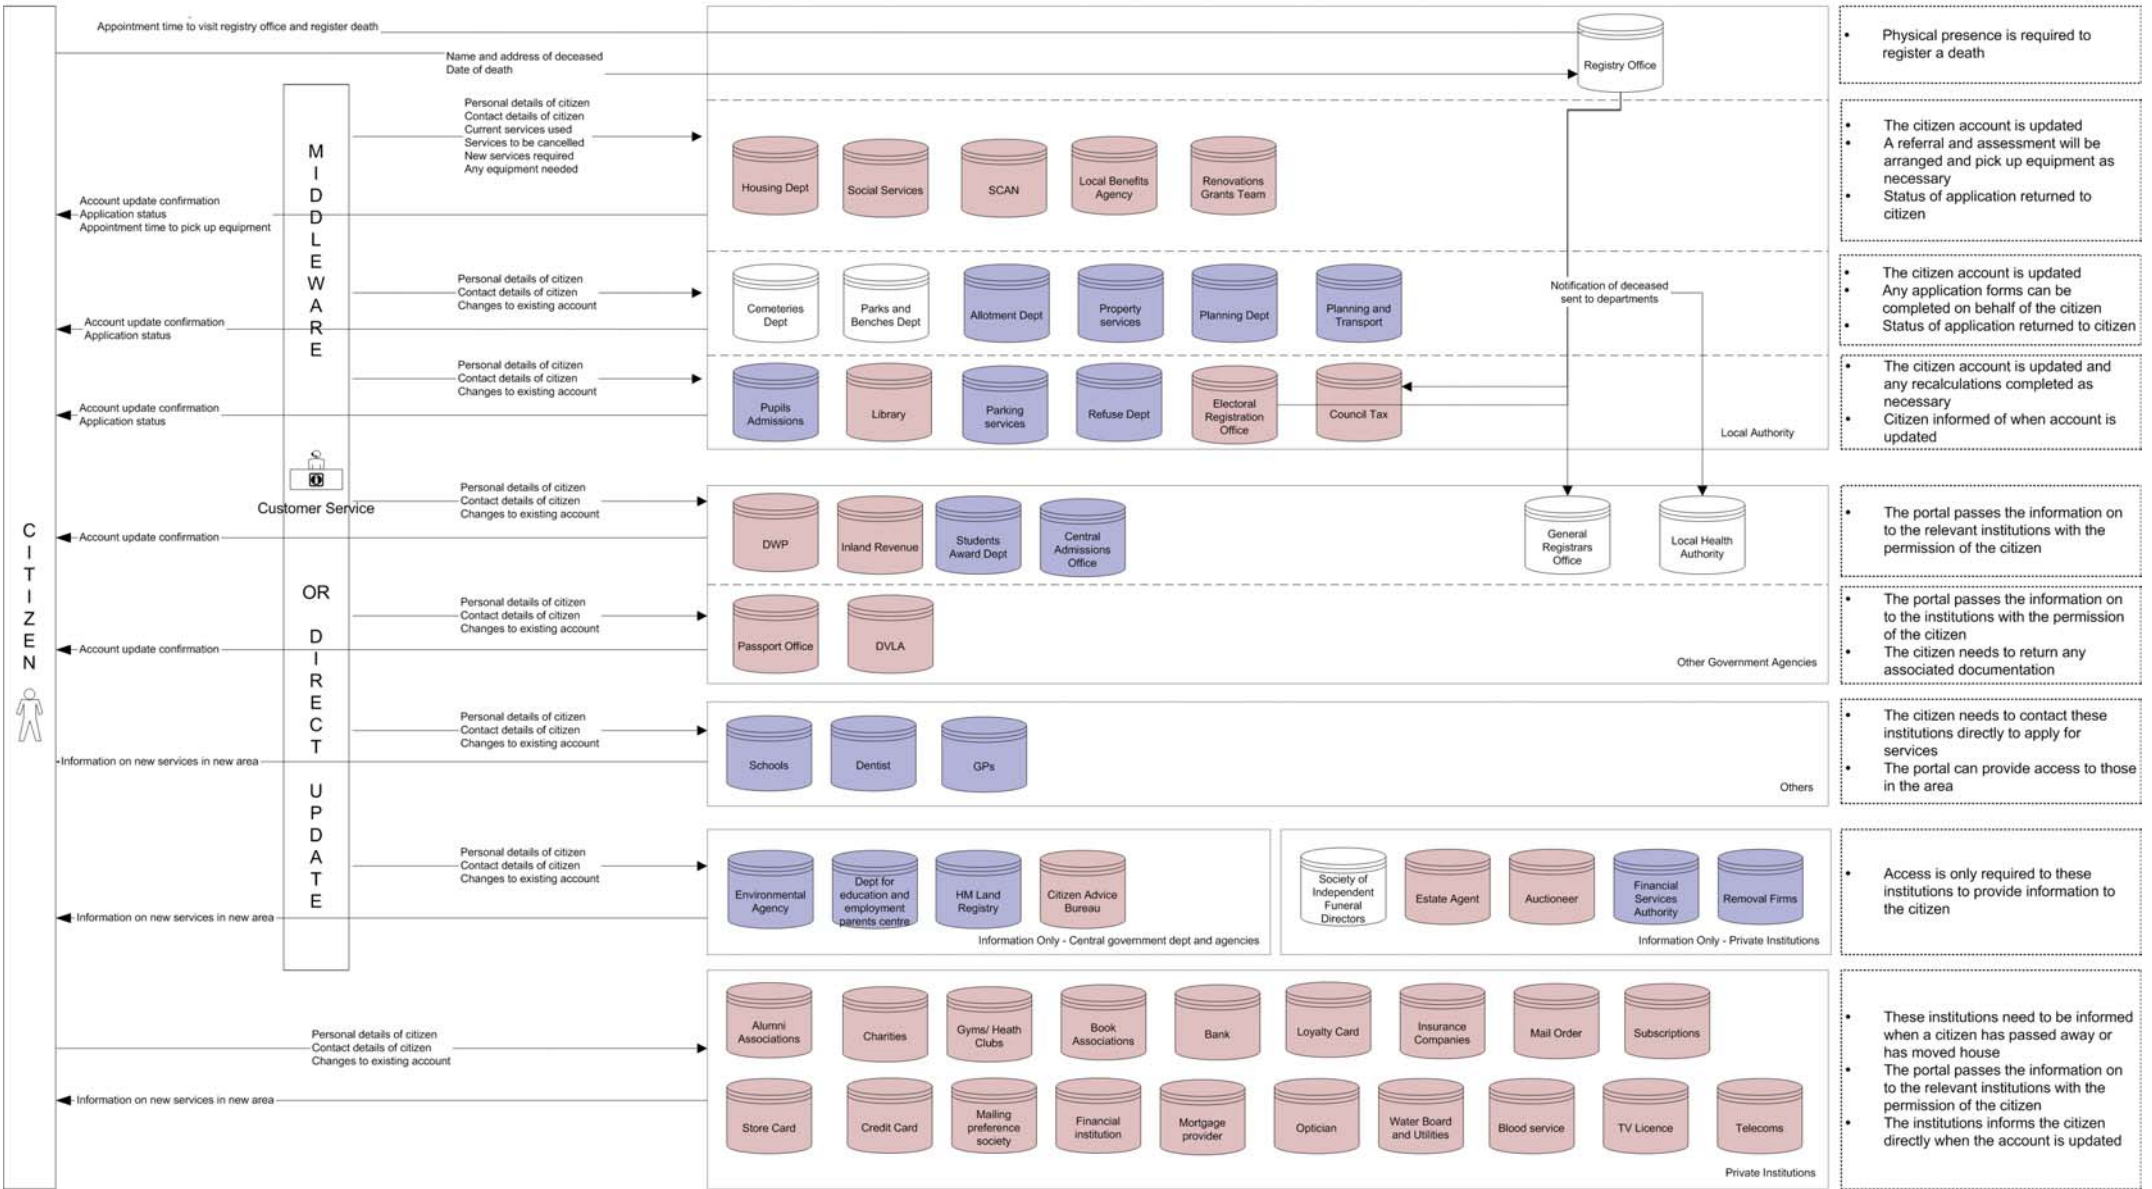 Appointment time to visit registry office and register death
Name and address of deceased
Date of death
Registry Office
• Physical presence is required to
register a death
CITIZEN
MIDDLEWARE
Customer Service
OR
DIRECT
UPDATE
Personal details of citizen
Contact details of citizen
Current services used
Services to be cancelled
New services required
Any equipment needed
Account update confirmation
Application status
Appointment time to pick up equipment
Housing Dept
Social Services
SCAN
Local Benefits
Agency
Renovations
Grants Team
• The citizen account is updated
• A referral and assessment will be
arranged and pick up equipment as
necessary
• Status of application returned to
citizen
Personal details of citizen
Contact details of citizen
Changes to existing account
Account update confirmation
Application status
Cemeteries
Dept
Parks and
Benches Dept
Allotment Dept
Property
services
Planning Dept
Planning and
Transport
Notification of deceased
sent to departments
• The citizen account is updated
• Any application forms can be
completed on behalf of the citizen
• Status of application returned to citizen
Personal details of citizen
Contact details of citizen
Changes to existing account
Account update confirmation
Application status
Pupils
Admissions
Library
Parking
services
Refuse Dept
Electoral
Registration
Office
Council Tax
Local Authority
• The citizen account is updated and
any recalculations completed as
necessary
• Citizen informed of when account is
updated
Personal details of citizen
Contact details of citizen
Changes to existing account
Account update confirmation
DWP
Inland Revenue
Students
Award Dept
Central
Admissions
Office
General
Registrars
Office
Local Health
Authority
• The portal passes the information on
to the relevant institutions with the
permission of the citizen
Personal details of citizen
Contact details of citizen
Changes to existing account
Account update confirmation
Passport Office
DVLA
Other Government Agencies
• The portal passes the information on
to the institutions with the permission
of the citizen
• The citizen needs to return any
associated documentation
Personal details of citizen
Contact details of citizen
Changes to existing account
Information on new services in new area
Schools
Dentist
GPs
Others
• The citizen needs to contact these
institutions directly to apply for
services
• The portal can provide access to those
in the area
Personal details of citizen
Contact details of citizen
Changes to existing account
Information on new services in new area
Environmental
Agency
Dept for
education and
employment
parents centre
HM Land
Registry
Citizen Advice
Bureau
Information Only - Central government dept and agencies
Society of
Independent
Funeral
Directors
Estate Agent
Auctioneer
Financial
Services
Authority
Removal Firms
Information Only - Private Institutions
• Access is only required to these
institutions to provide information to
the citizen
Personal details of citizen
Contact details of citizen
Changes to existing account
Information on new services in new area
Alumni
Associations
Charities
Gyms/ Heath
Clubs
Book
Associations
Bank
Loyalty Card
Insurance
Companies
Mail Order
Subscriptions
Store Card
Credit Card
Mailing
preference
society
Financial
institution
Mortgage
provider
Optician
Water Board
and Utilities
Blood service
TV Licence
Telecoms
Private Institutions
• These institutions need to be informed
when a citizen has passed away or
has moved house
• The portal passes the information on
to the relevant institutions with the
permission of the citizen
• The institutions informs the citizen
directly when the account is updated